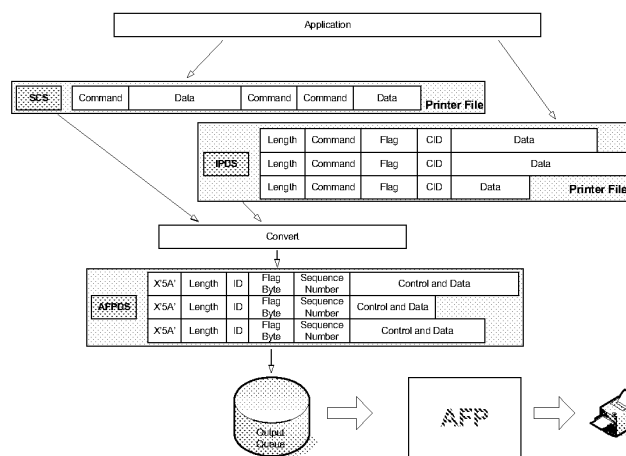 Application
SCS Command Data Command Command Data Printer File
Length Command Flag CID Data
IPDS Length Command Flag CID Data
Length Command Flag CID Data Printer File
Convert
X'5A' Length ID Flag Byte Sequence Number Control and Data
AFPDS X'5A' Length ID Flag Byte Sequence Number Control and Data
X'5A' Length ID Flag Byte Sequence Number Control and Data
Output
Queue
AFP